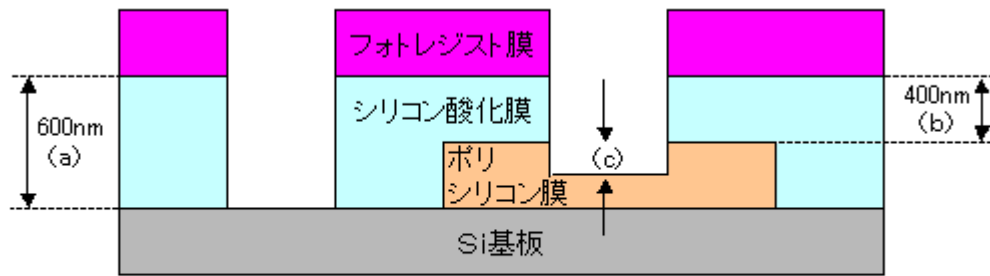 フォトレジスト膜
シリコン酸化膜
600nm
(a)
400nm
(b)
ポリ
シリコン膜
(c)
Si基板